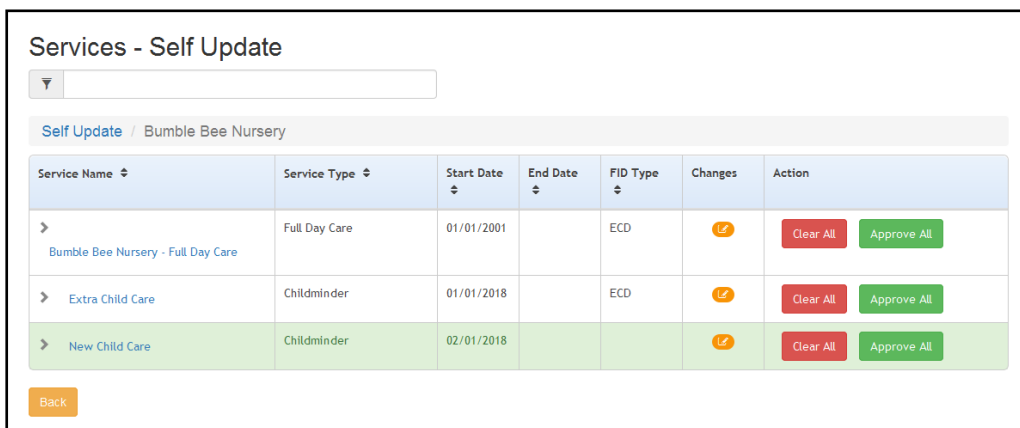 Services - Self Update
Self Update / Bumble Bee Nursery
Service Name Service Type Start Date End Date FID Type Changes Action
Full Day Care 01/01/2001 ECD Clear All Approve All
Bumble Bee Nursery - Full Day Care
Extra Child Care Childminder 01/01/2018 ECD Clear All Approve All
New Child Care Childminder 02/01/2018 Clear All Approve All
Back